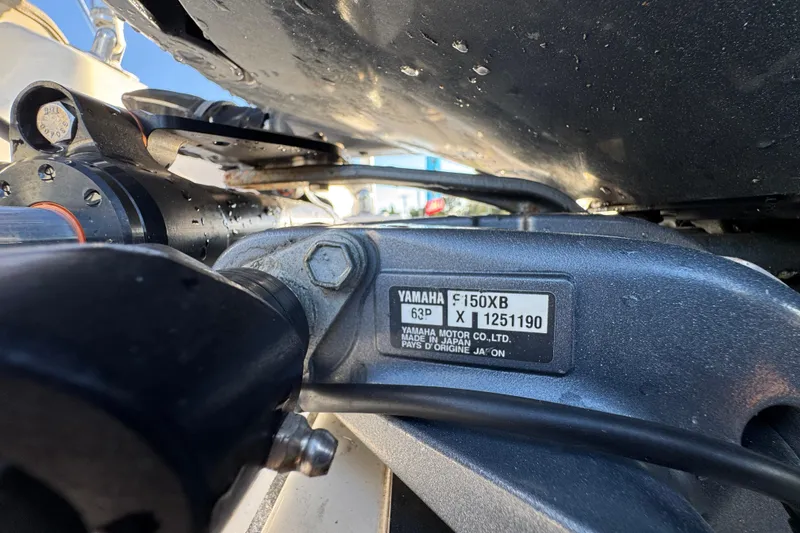 YAMAHA F150XB
63P X 1251190
YAMAHA MOTOR CO.,LTD.
MADE IN JAPAN
PAYS D'ORIGINE JAPON